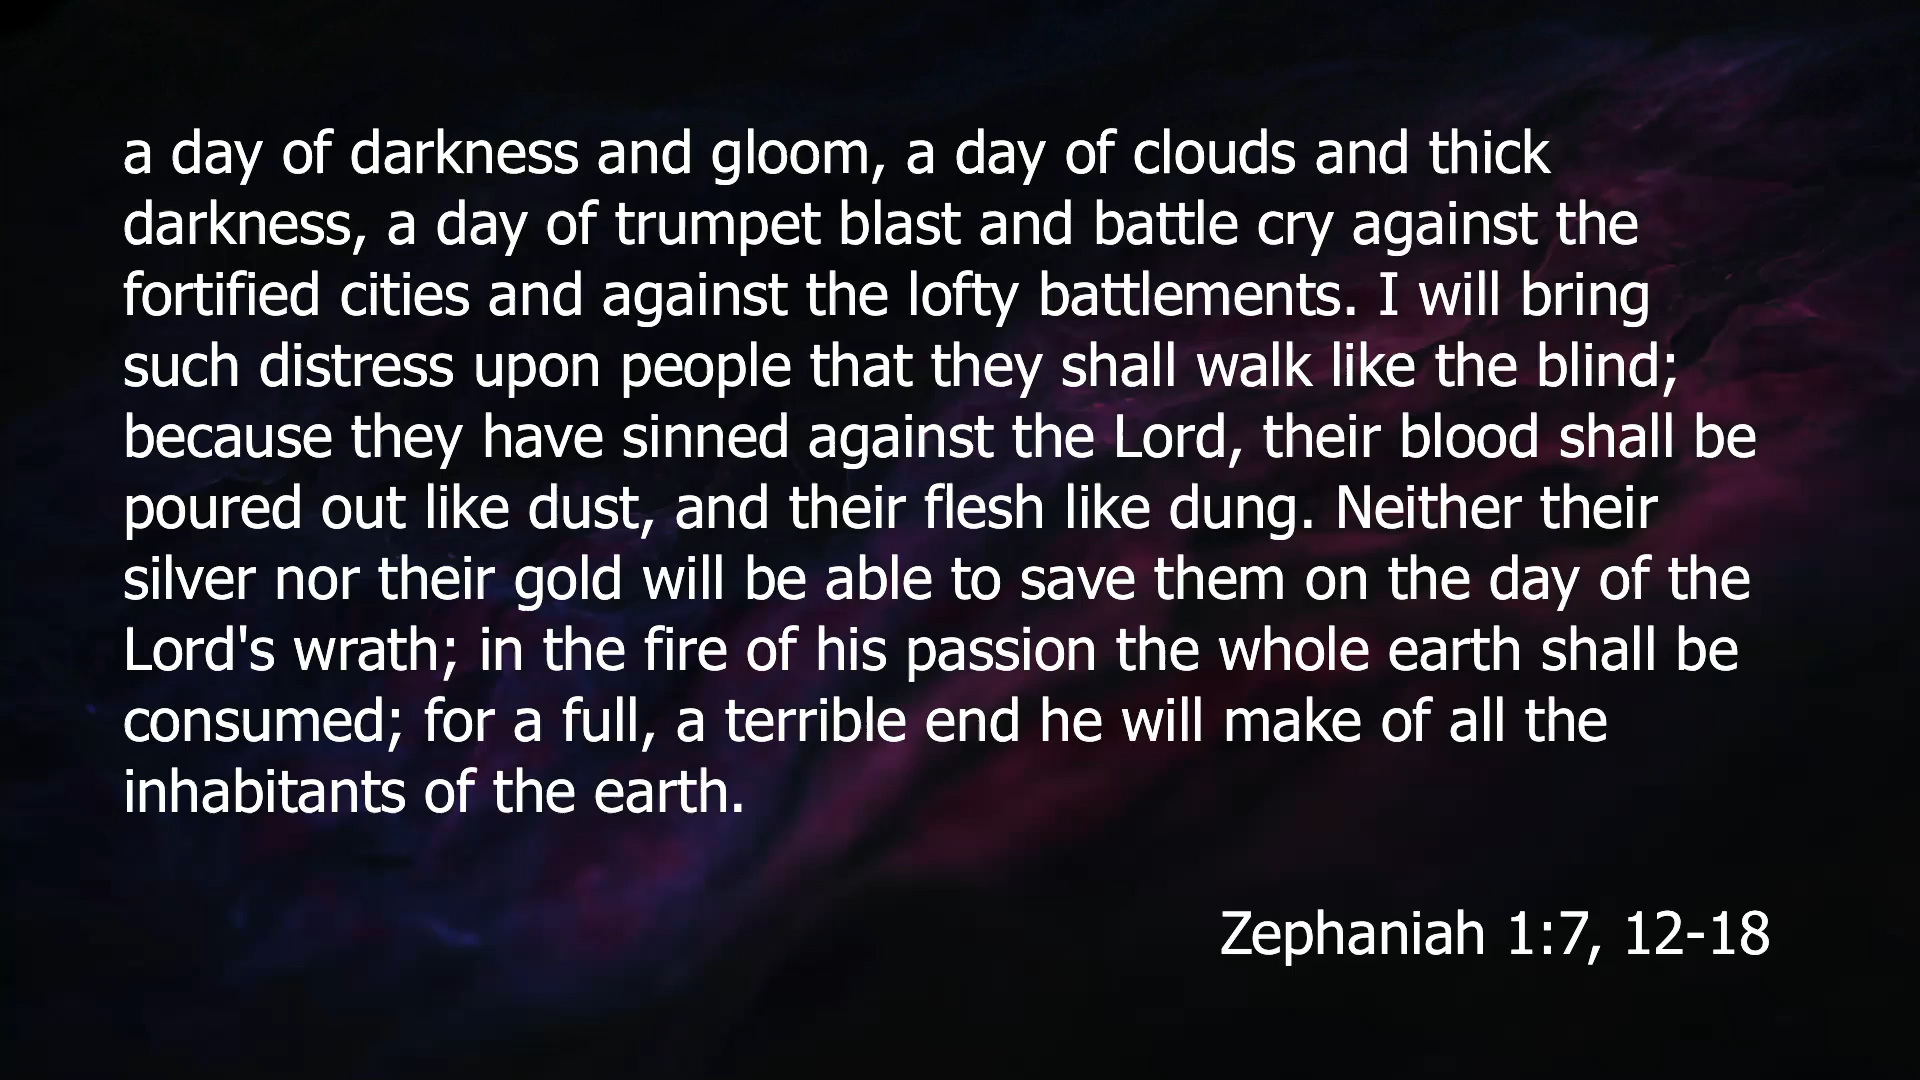 a day of darkness and gloom, a day of clouds and thick
darkness, a day of trumpet blast and battle cry against the
fortified cities and against the lofty battlements. I will bring
such distress upon people that they shall walk like the blind;
because they have sinned against the Lord, their blood shall be
poured out like dust, and their flesh like dung. Neither their
silver nor their gold will be able to save them on the day of the
Lord's wrath; in the fire of his passion the whole earth shall be
consumed; for a full, a terrible end he will make of all the
inhabitants of the earth.
Zephaniah 1:7, 12-18